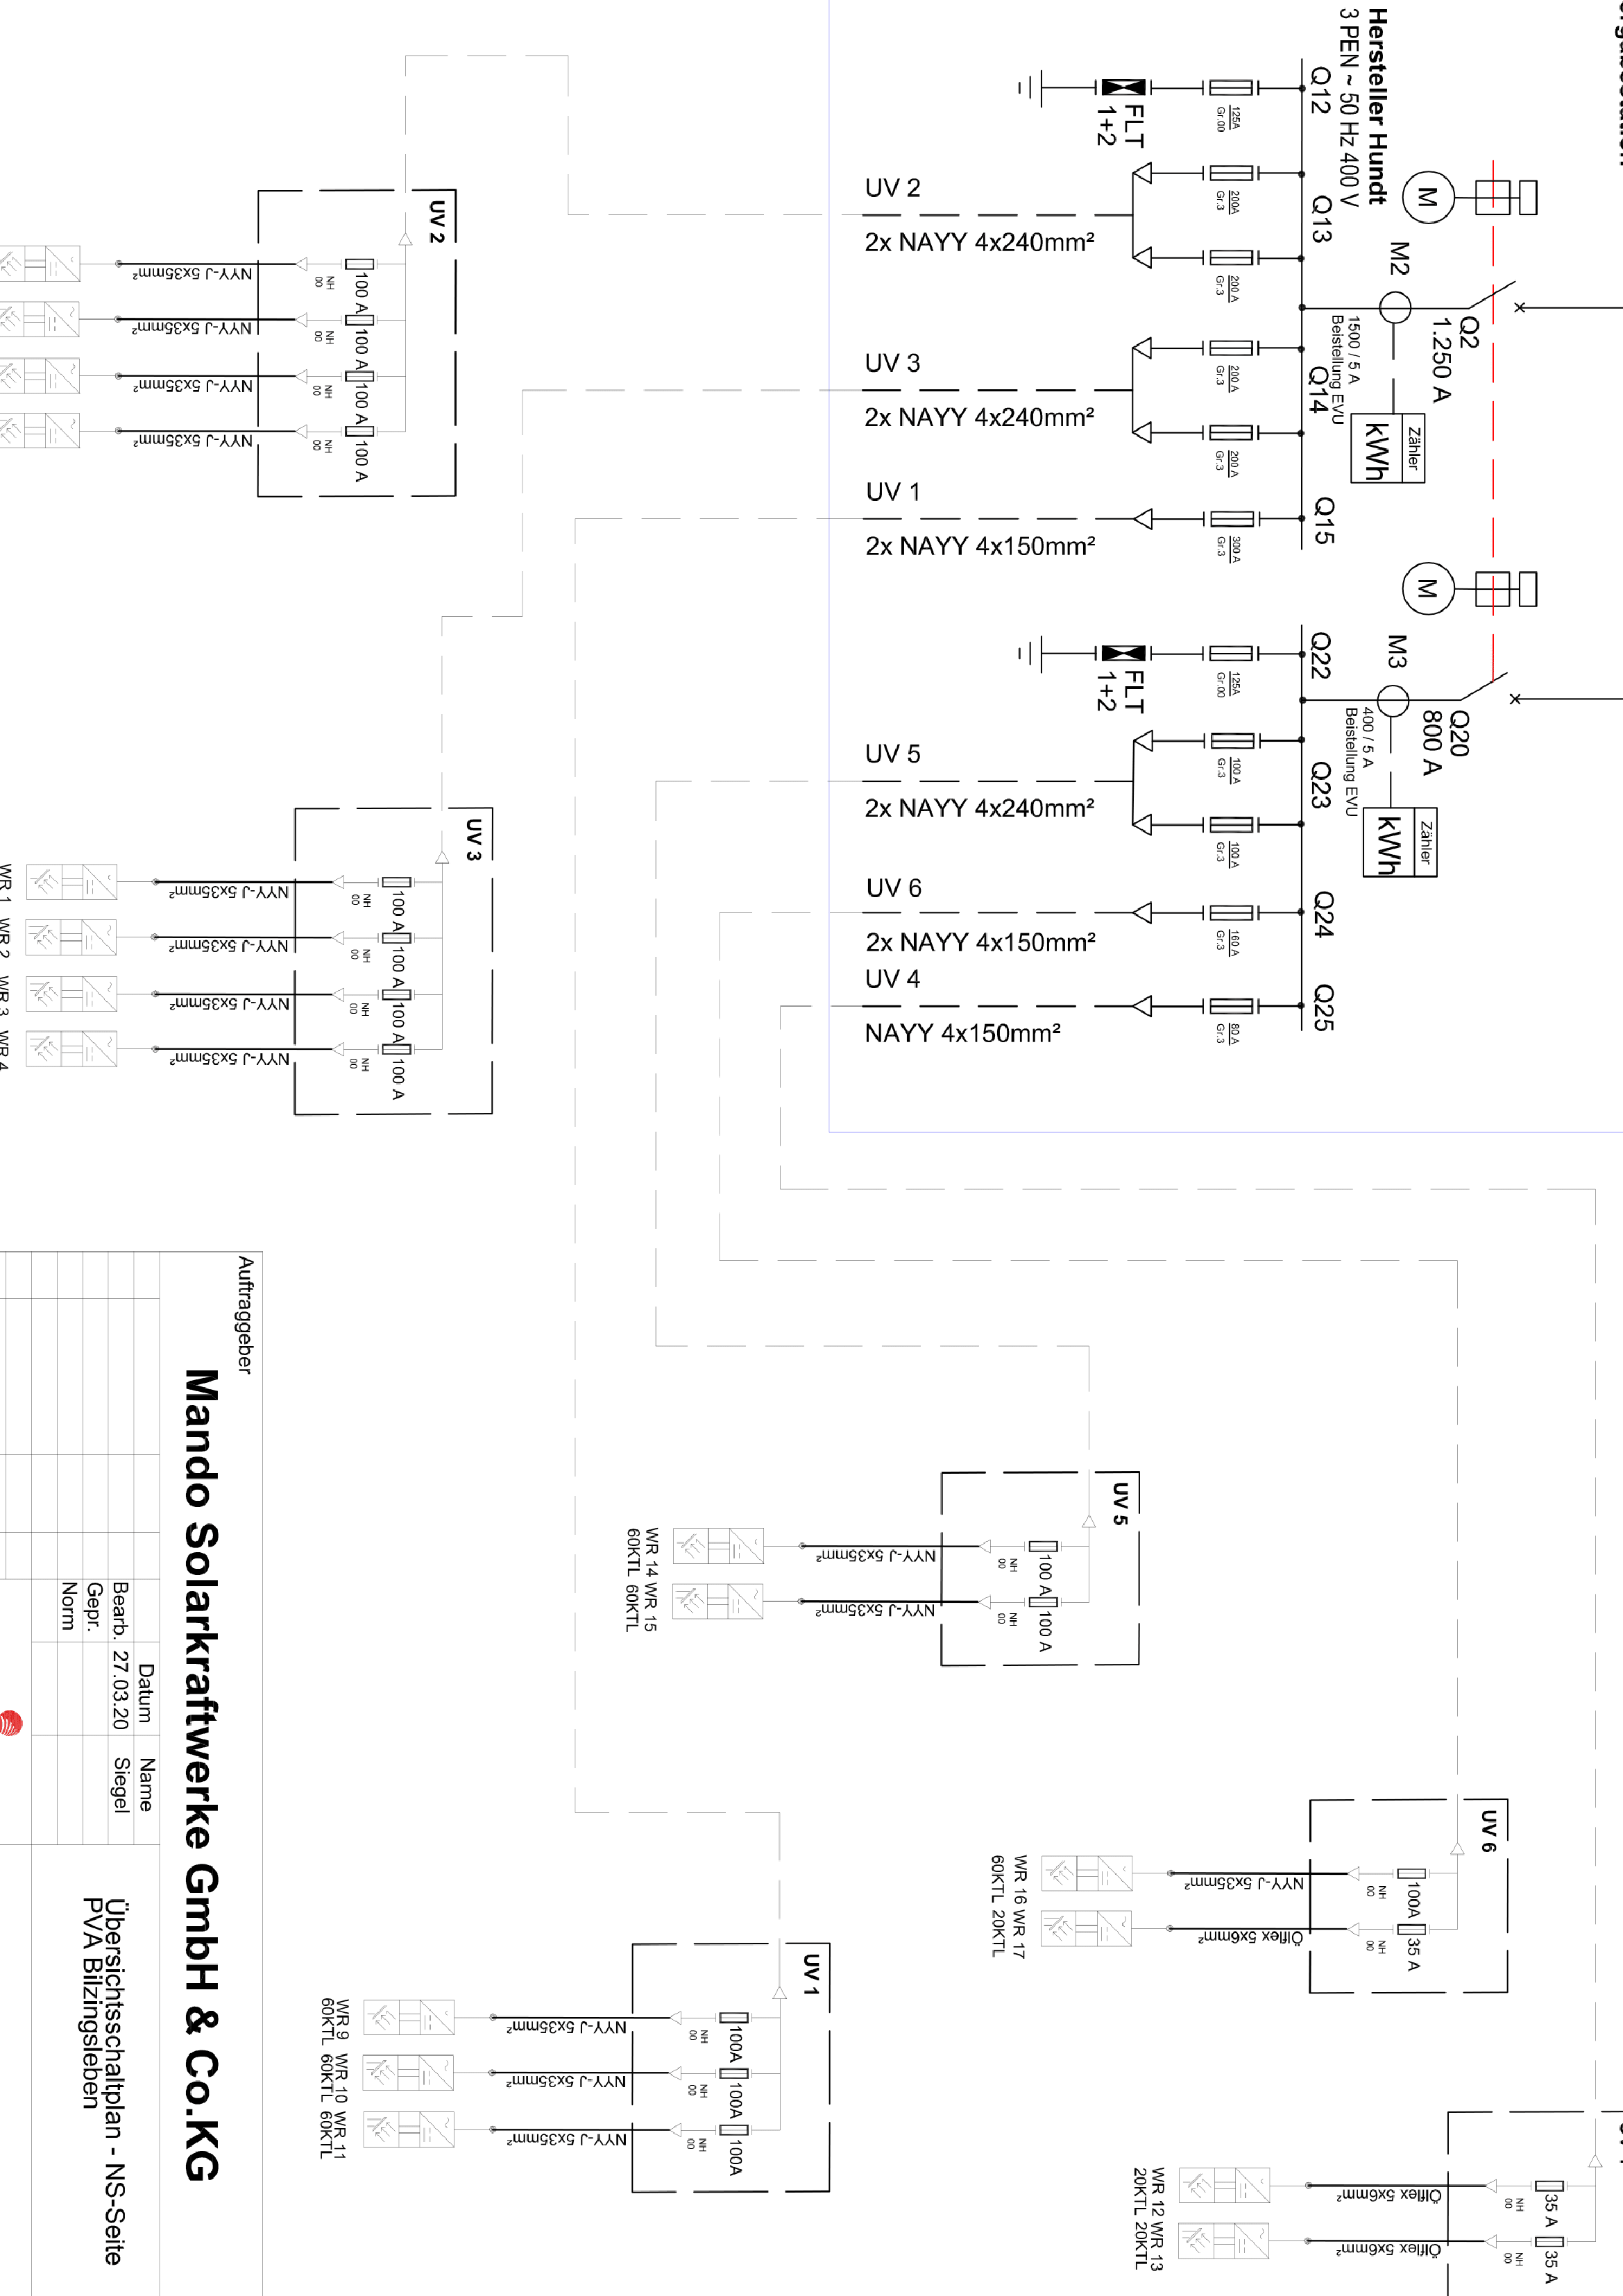 Hersteller Hundt
3 PEN ~ 50 Hz 400 V
Q12
Q13
Q14
Q15
Q22
Q23
Q24
Q25
125A
Gr.00
200A
Gr.3
200 A
Gr.3
200 A
Gr.3
200 A
Gr.3
300 A
Gr.3
125A
Gr.00
100 A
Gr.3
100 A
Gr.3
160 A
Gr.3
80 A
Gr.3
FLT
1+2
FLT
1+2
M
M
M2
1500 / 5 A
Beistellung EVU
Q2
1.250 A
Zähler
kWh
M3
400 / 5 A
Beistellung EVU
Q20
800 A
Zähler
kWh
UV 2
2x NAYY 4x240mm²
UV 3
2x NAYY 4x240mm²
UV 1
2x NAYY 4x150mm²
UV 5
2x NAYY 4x240mm²
UV 6
2x NAYY 4x150mm²
UV 4
NAYY 4x150mm²
UV 2
100 A
100 A
100 A
100 A
NH
00
NH
00
NH
00
NH
00
NYY-J 5x35mm²
NYY-J 5x35mm²
NYY-J 5x35mm²
NYY-J 5x35mm²
UV 3
100 A
100 A
100 A
100 A
NH
00
NH
00
NH
00
NH
00
NYY-J 5x35mm²
NYY-J 5x35mm²
NYY-J 5x35mm²
NYY-J 5x35mm²
WR 1 WR 2 WR 3 WR 4
UV 5
100 A
100 A
NH
00
NH
00
NYY-J 5x35mm²
NYY-J 5x35mm²
WR 14 WR 15
60KTL 60KTL
UV 6
100A
35 A
NH
00
NH
00
NYY-J 5x35mm²
Ölflex 5x6mm²
WR 16 WR 17
60KTL 20KTL
UV 1
100A
100A
100A
NH
00
NH
00
NH
00
NYY-J 5x35mm²
NYY-J 5x35mm²
NYY-J 5x35mm²
WR 9 WR 10 WR 11
60KTL 60KTL 60KTL
35 A
35 A
NH
00
NH
00
Ölflex 5x6mm²
Ölflex 5x6mm²
WR 12 WR 13
20KTL 20KTL
Auftraggeber
Mando Solarkraftwerke GmbH & Co.KG
Datum Name
Bearb. 27.03.20 Siegel
Gepr.
Norm
Übersichtsschaltplan - NS-Seite
PVA Bilzingsleben